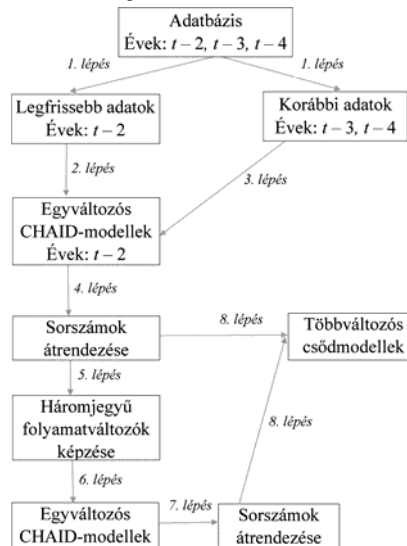 Adatbázis
Évek: t – 2, t – 3, t – 4
1. lépés
1. lépés
Legfrissebb adatok
Évek: t – 2
Korábbi adatok
Évek: t – 3, t – 4
2. lépés
3. lépés
Egyváltozós
CHAID-modellek
Évek: t – 2
4. lépés
Sorszámok
átrendezése
8. lépés
Többváltozós
csődmodellek
5. lépés
Háromjegyű
folyamatváltozók
képzése
8. lépés
6. lépés
Egyváltozós
CHAID-modellek
7. lépés
Sorszámok
átrendezése